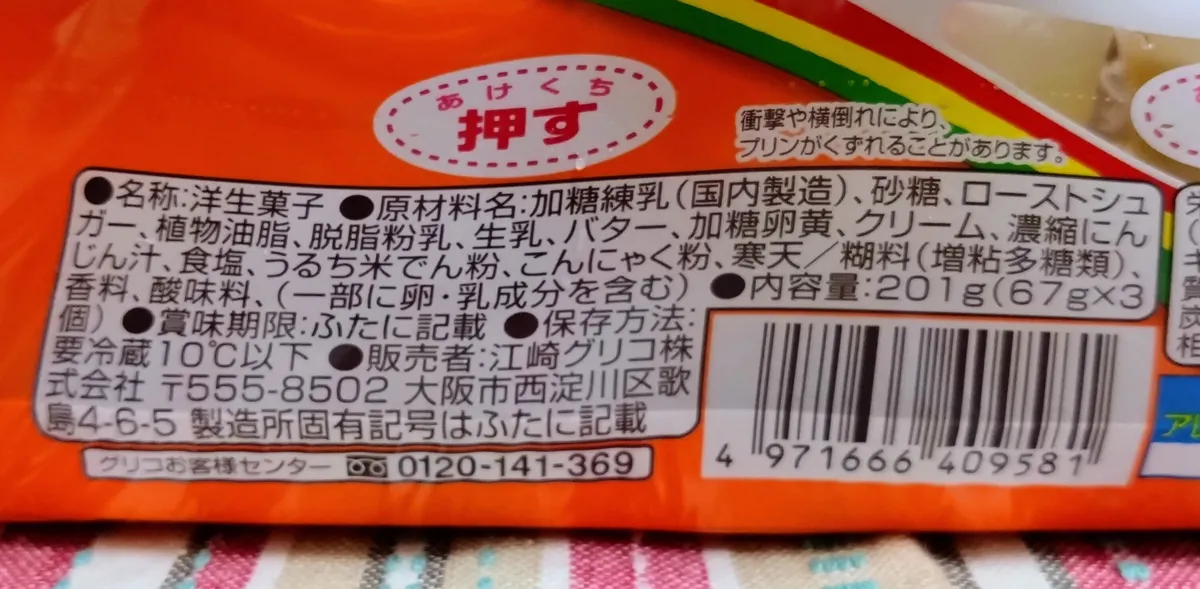 あけくち
押す
衝撃や横倒れにより、
プリンがくずれることがあります。
●名称:洋生菓子 ●原材料名:加糖練乳(国内製造)、砂糖、ローストシュ
ガー、植物油脂、脱脂粉乳、生乳、バター、加糖卵黄、クリーム、濃縮にん
じん汁、食塩、うるち米でん粉、こんにゃく粉、寒天/糊料(増粘多糖類)、
香料、酸味料、(一部に卵・乳成分を含む) ●内容量:201g(67g×3
個) ●賞味期限:ふたに記載 ●保存方法:
要冷蔵10℃以下 ●販売者:江崎グリコ株
式会社 〒555-8502 大阪市西淀川区歌
島4-6-5 製造所固有記号はふたに記載
グリコお客様センター 0120-141-369
4 971666 409581